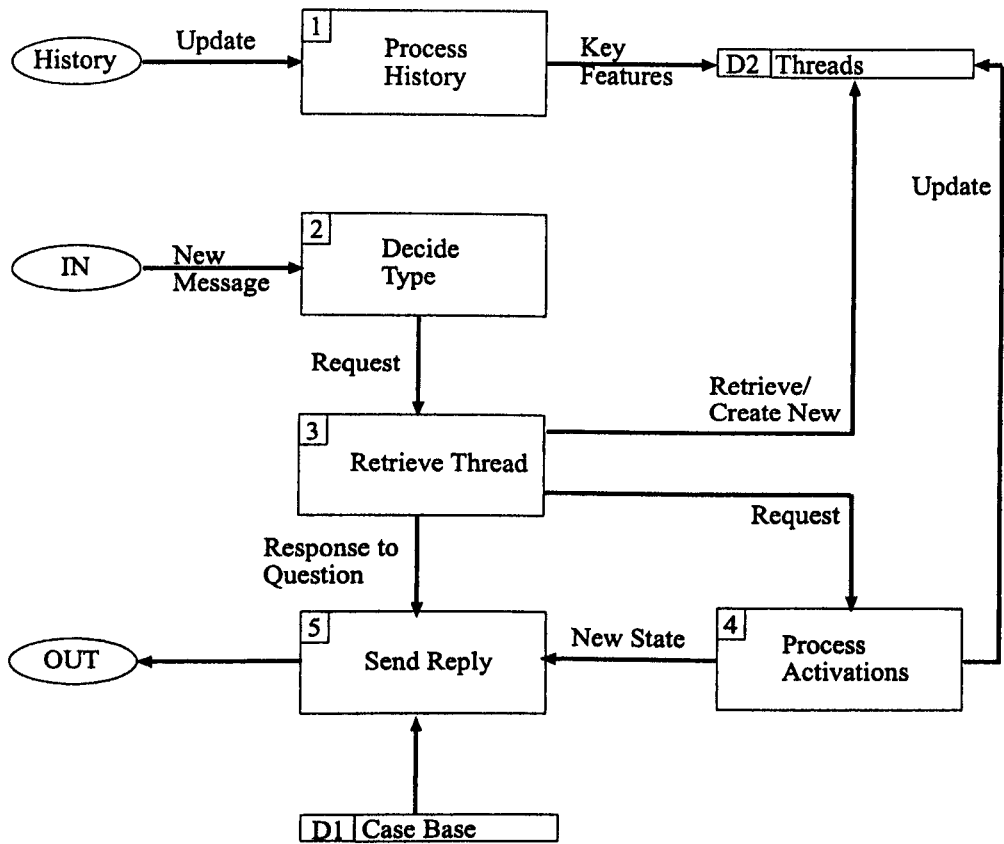 1
History
Update
Process
History
Key
Features
D2 Threads
Update
2
IN
New
Message
Decide
Type
Request
Retrieve/
Create New
3
Retrieve Thread
Request
Response to
Question
5
Send Reply
OUT
New State
4
Process
Activations
D1 Case Base